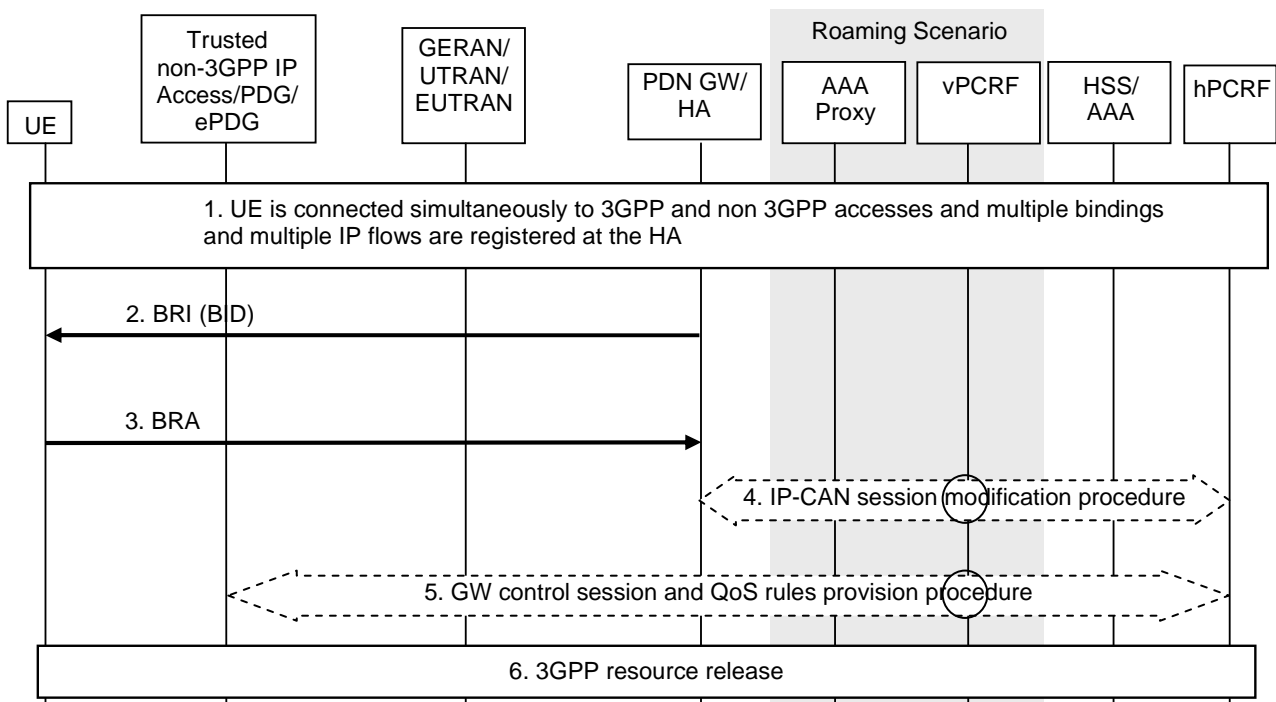 Roaming Scenario
UE
Trusted
non-3GPP IP
Access/PDG/
ePDG
GERAN/
UTRAN/
EUTRAN
PDN GW/
HA
AAA
Proxy
vPCRF
HSS/
AAA
hPCRF
1. UE is connected simultaneously to 3GPP and non 3GPP accesses and multiple bindings
and multiple IP flows are registered at the HA
2. BRI (BID)
3. BRA
4. IP-CAN session modification procedure
5. GW control session and QoS rules provision procedure
6. 3GPP resource release